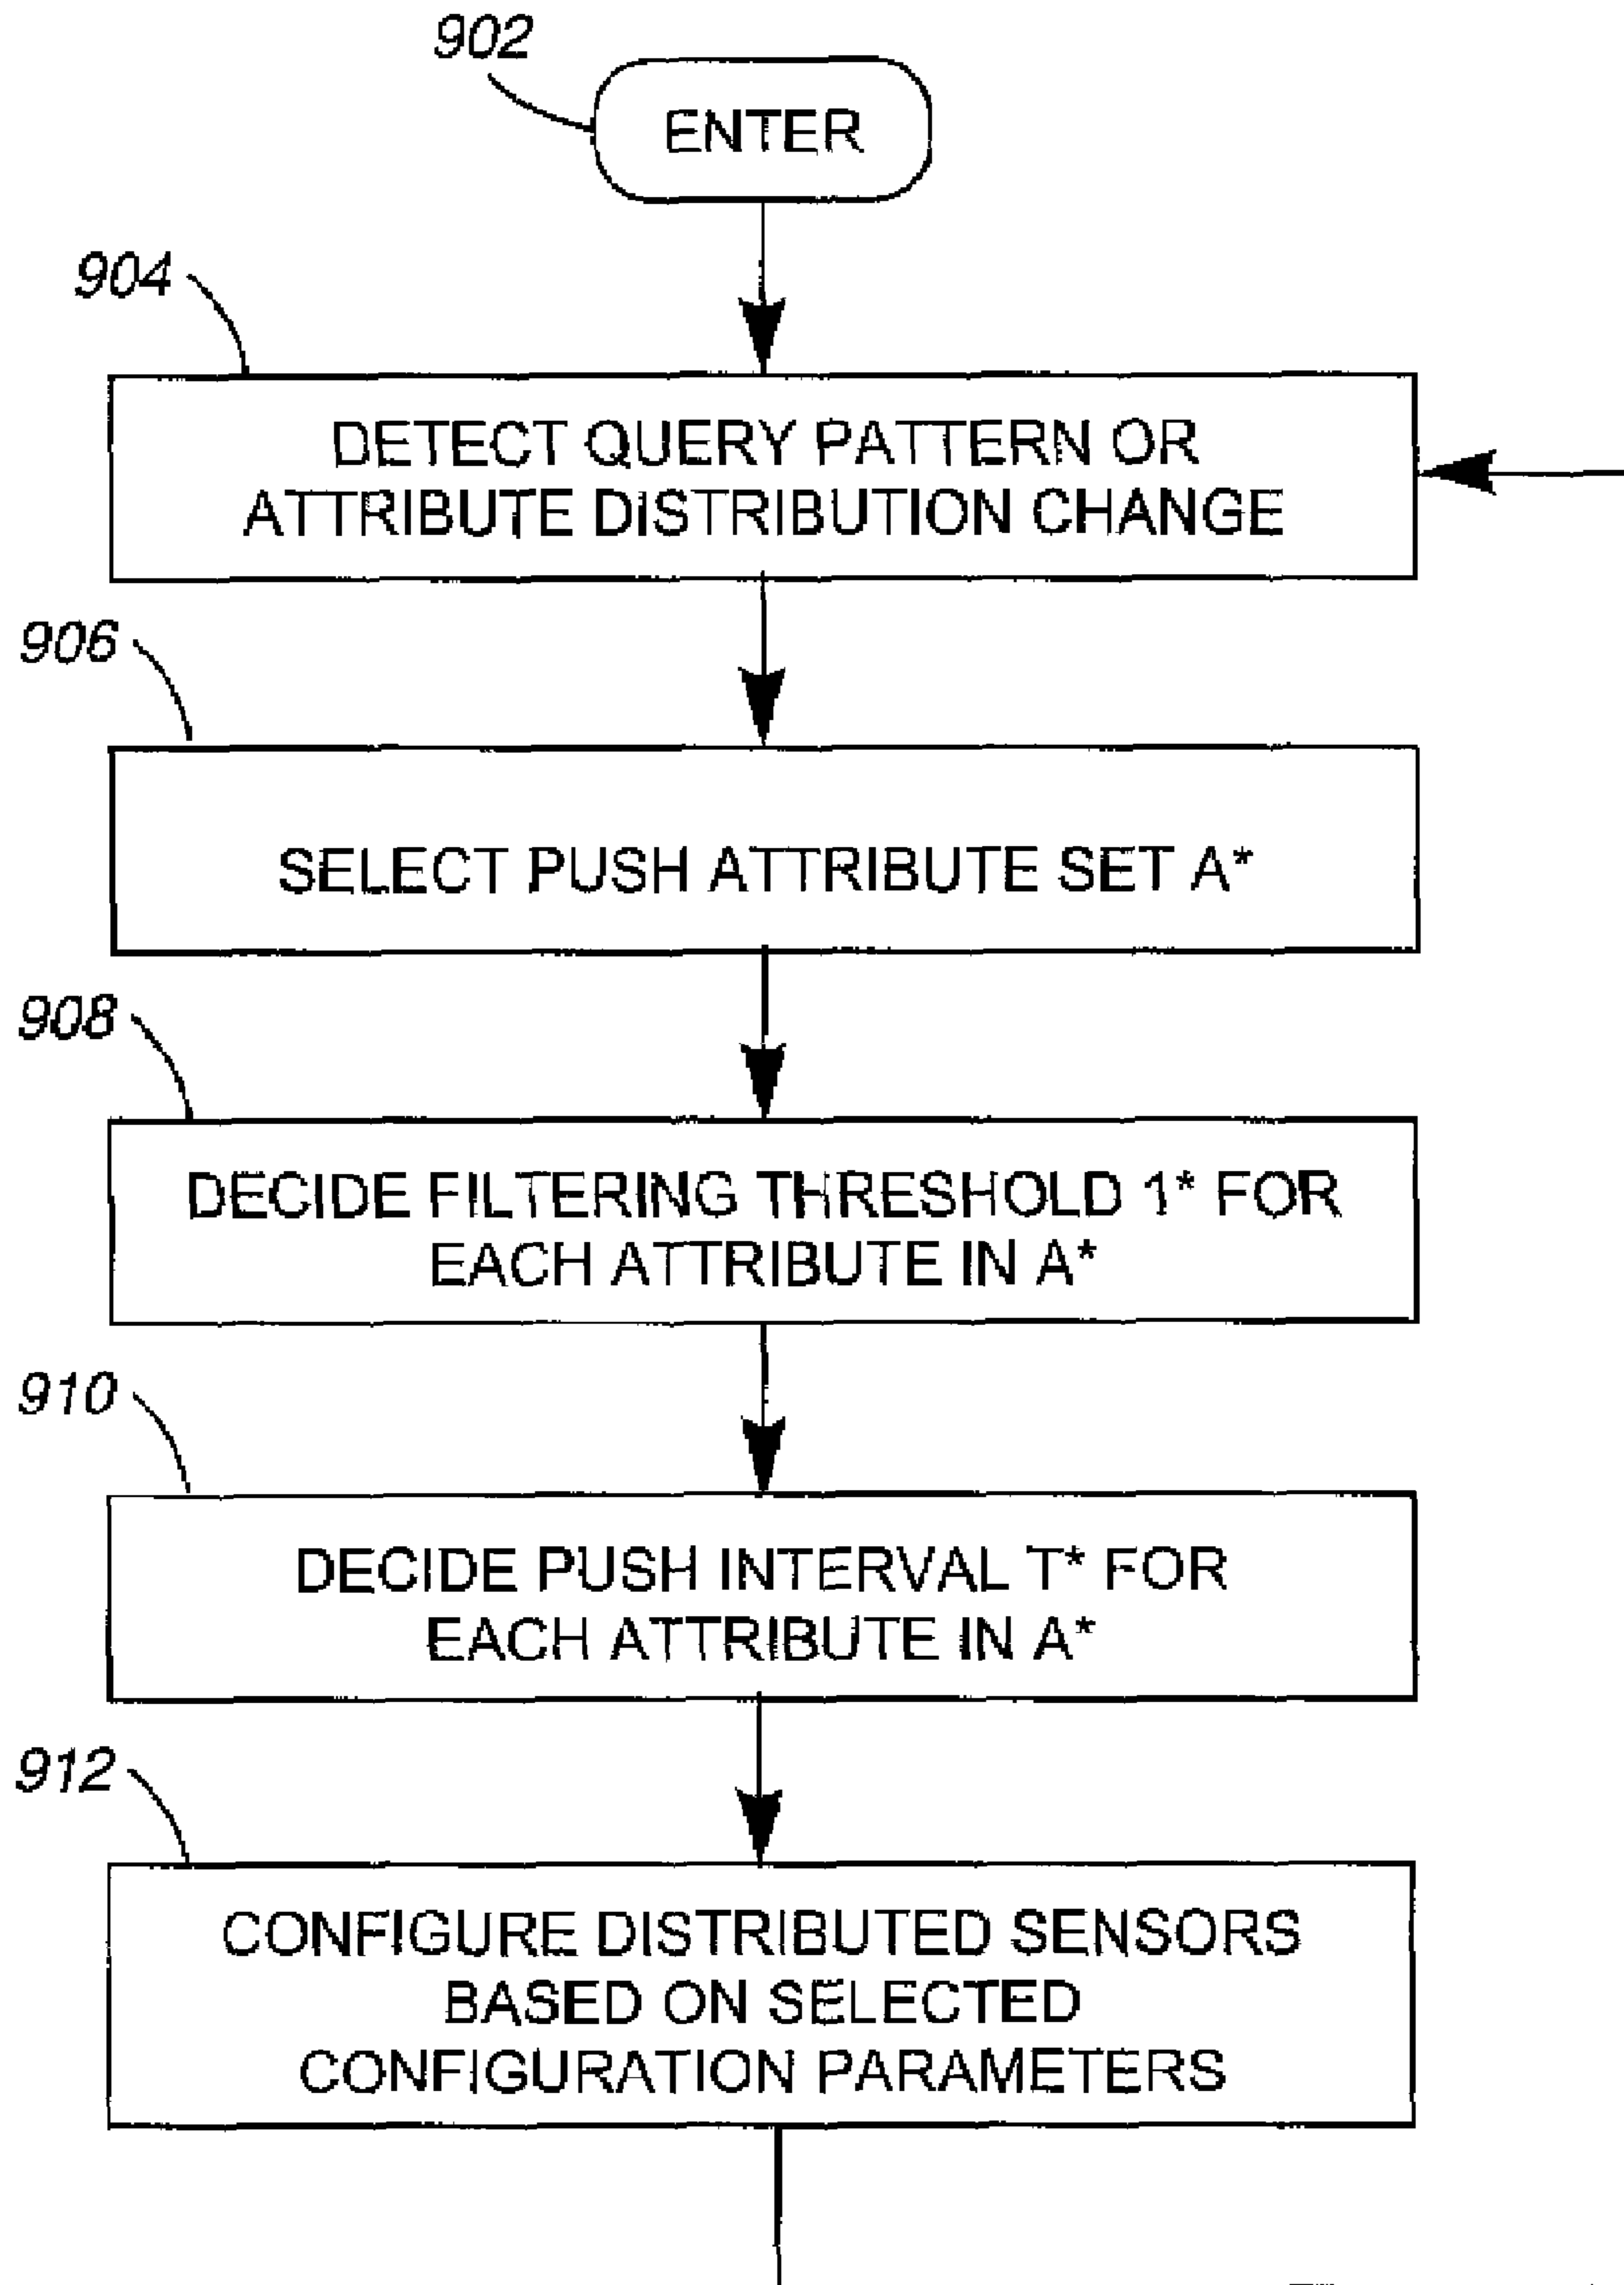 902
ENTER
904
DETECT QUERY PATTERN OR
ATTRIBUTE DISTRIBUTION CHANGE
906
SELECT PUSH ATTRIBUTE SET A*
908
DECIDE FILTERING THRESHOLD 1* FOR
EACH ATTRIBUTE IN A*
910
DECIDE PUSH INTERVAL T* FOR
EACH ATTRIBUTE IN A*
912
CONFIGURE DISTRIBUTED SENSORS
BASED ON SELECTED
CONFIGURATION PARAMETERS